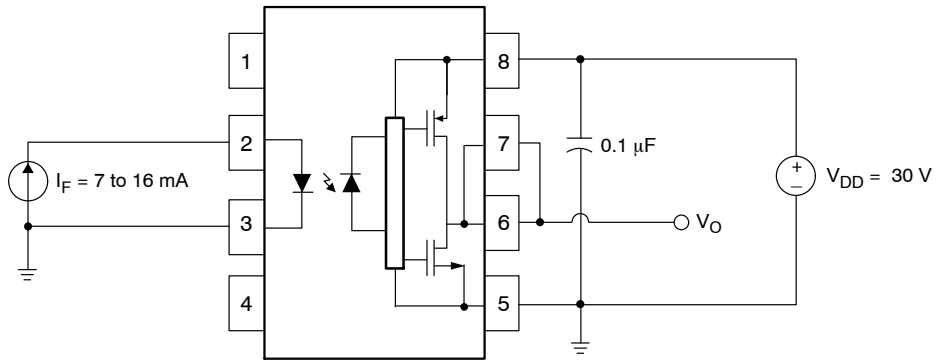 1
8
2
7
0.1 μF
+
–
V_DD = 30 V
I_F = 7 to 16 mA
3
6
V_O
4
5